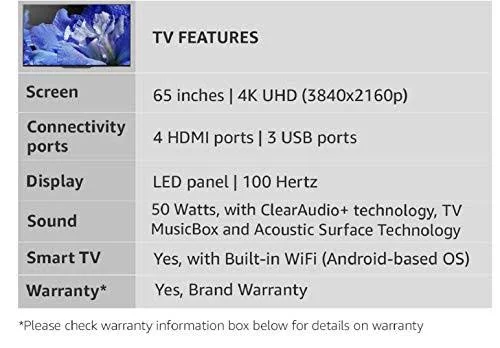 TV FEATURES
Screen
65 inches | 4K UHD (3840x2160p)
Connectivity
ports
4 HDMI ports | 3 USB ports
Display
LED panel | 100 Hertz
Sound
50 Watts, with ClearAudio+ technology, TV
MusicBox and Acoustic Surface Technology
Smart TV
Yes, with Built-in WiFi (Android-based OS)
Warranty*
Yes, Brand Warranty
*Please check warranty information box below for details on warranty